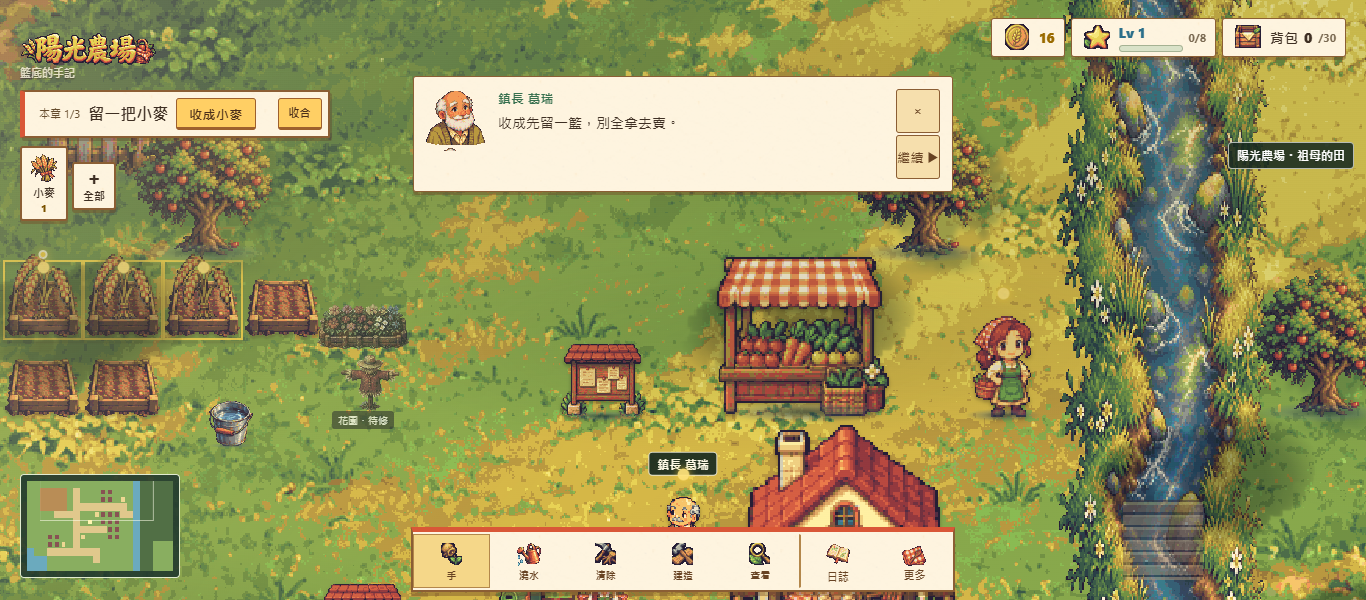 陽光農場
籃底的手記
16
Lv 1
0/8
背包 0 /30
本章 1/3 留一把小麥 收成小麥 收合
鎮長 葛瑞
收成先留一籃，別全拿去賣。
×
繼續 ▶
陽光農場・祖母的田
小麥
1
+
全部
花圃・待修
鎮長 葛瑞
手
澆水
清除
建造
查看
日誌
更多